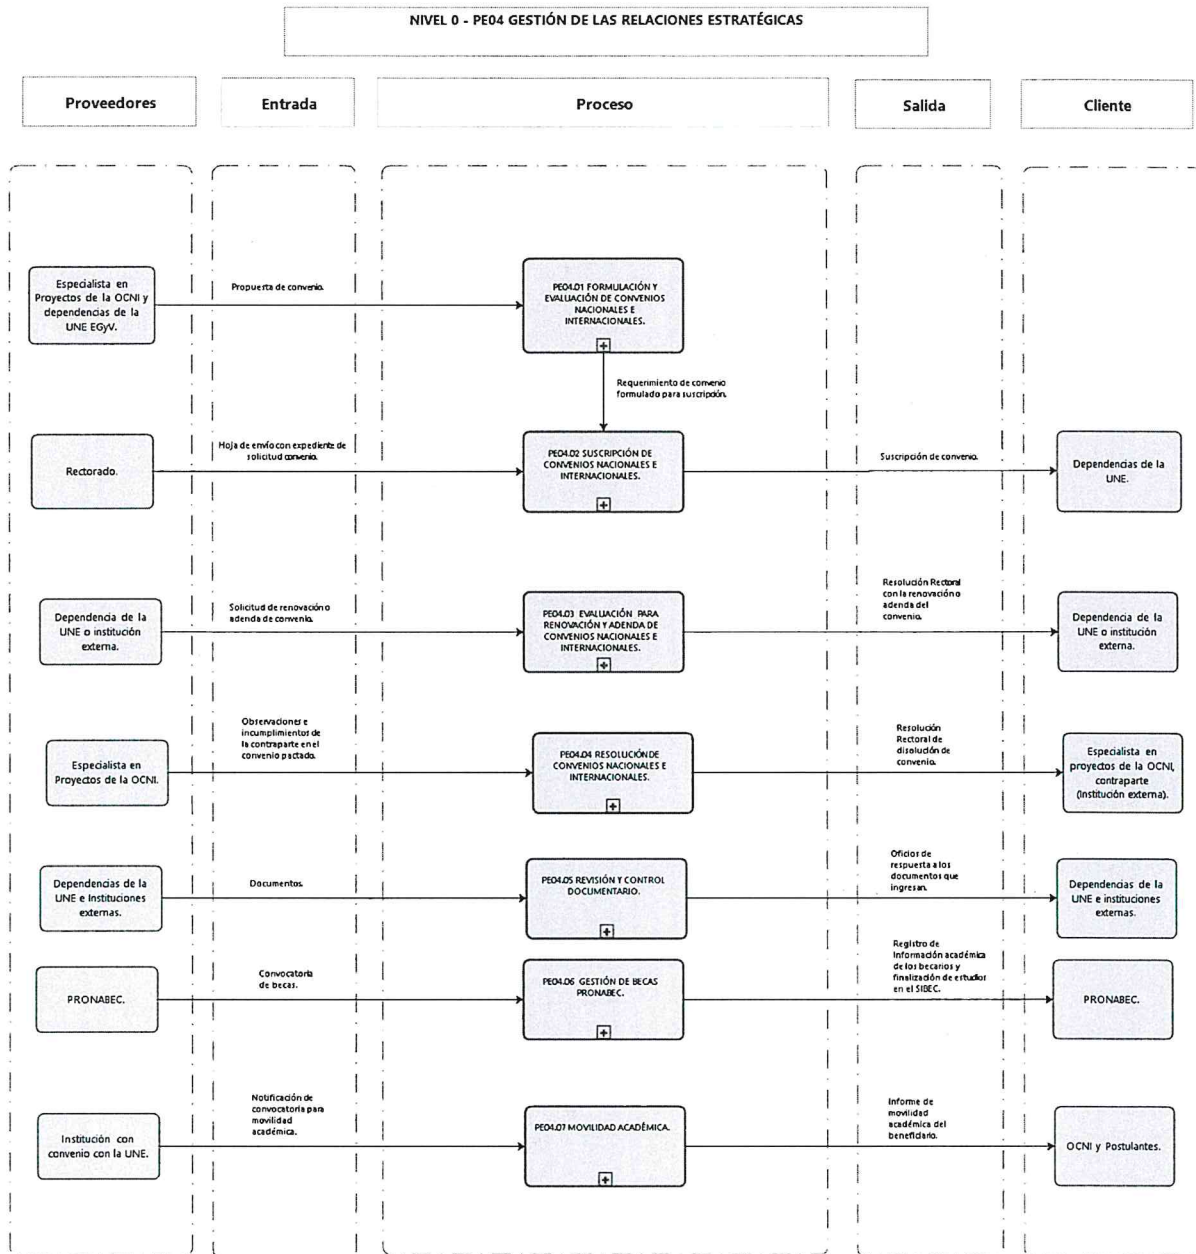 NIVEL 0 - PE04 GESTIÓN DE LAS RELACIONES ESTRATÉGICAS
Proveedores
Entrada
Proceso
Salida
Cliente
Especialista en
Proyectos de la OCNI y
dependencias de la
UNE EGyV.
Propuesta de convenio.
PE04.01 FORMULACIÓN Y
EVALUACIÓN DE CONVENIOS
NACIONALES E
INTERNACIONALES.
Requerimiento de convenio
formulado para suscripción.
Rectorado.
Hoja de envío con expediente de
solicitud convenio.
PE04.02 SUSCRIPCIÓN DE
CONVENIOS NACIONALES E
INTERNACIONALES.
Suscripción de convenio.
Dependencias de la
UNE.
Dependencia de la
UNE o institución
externa.
Solicitud de renovación o
adenda de convenio.
PE04.03 EVALUACIÓN PARA
RENOVACIÓN Y ADENDA DE
CONVENIOS NACIONALES E
INTERNACIONALES.
Resolución Rectoral
con la renovación o
adenda del
convenio.
Dependencia de la
UNE o institución
externa.
Especialista en
Proyectos de la OCNI.
Observaciones e
incumplimientos de
la contraparte en el
convenio pactado.
PE04.04 RESOLUCIÓN DE
CONVENIOS NACIONALES E
INTERNACIONALES.
Resolución
Rectoral de
disolución de
convenio.
Especialista en
proyectos de la OCNI,
contraparte
(Institución externa).
Dependencias de la
UNE e Instituciones
externas.
Documentos.
PE04.05 REVISIÓN Y CONTROL
DOCUMENTARIO.
Oficios de
respuesta a los
documentos que
ingresan.
Dependencias de la
UNE e instituciones
externas.
PRONABEC.
Convocatoria
de becas.
PE04.06 GESTIÓN DE BECAS
PRONABEC.
Registro de
Información académica
de los becarios y
finalización de estudios
en el SIBEC.
PRONABEC.
Institución con
convenio con la UNE.
Notificación de
convocatoria para
movilidad
académica.
PE04.07 MOVILIDAD ACADÉMICA.
Informe de
movilidad
académica del
beneficiario.
OCNI y Postulantes.